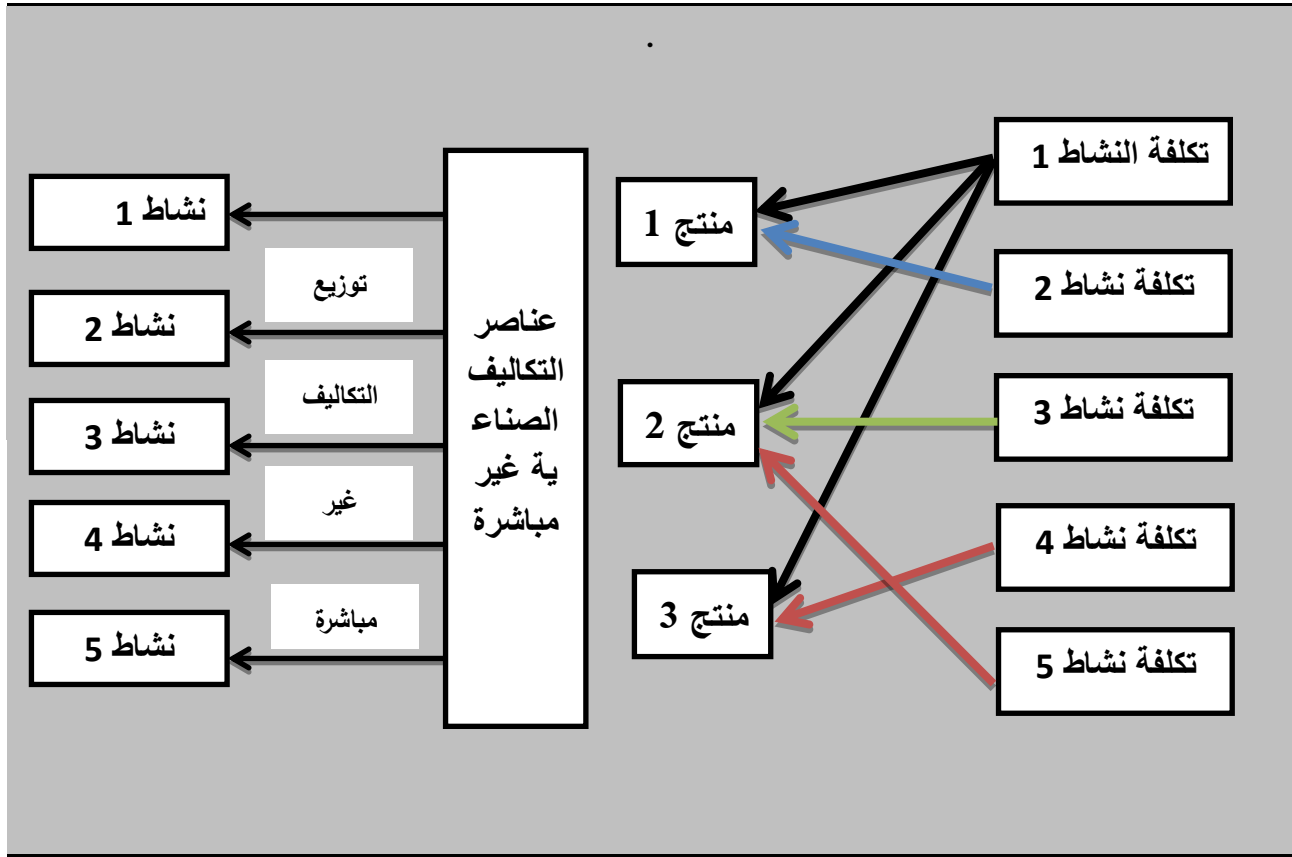 .
تكلفة النشاط 1
تكلفة نشاط 2
تكلفة نشاط 3
تكلفة نشاط 4
تكلفة نشاط 5
منتج 1
منتج 2
منتج 3
عناصر
التكاليف
الصناع
ية غير
مباشرة
توزيع
التكاليف
غير
مباشرة
نشاط 1
نشاط 2
نشاط 3
نشاط 4
نشاط 5